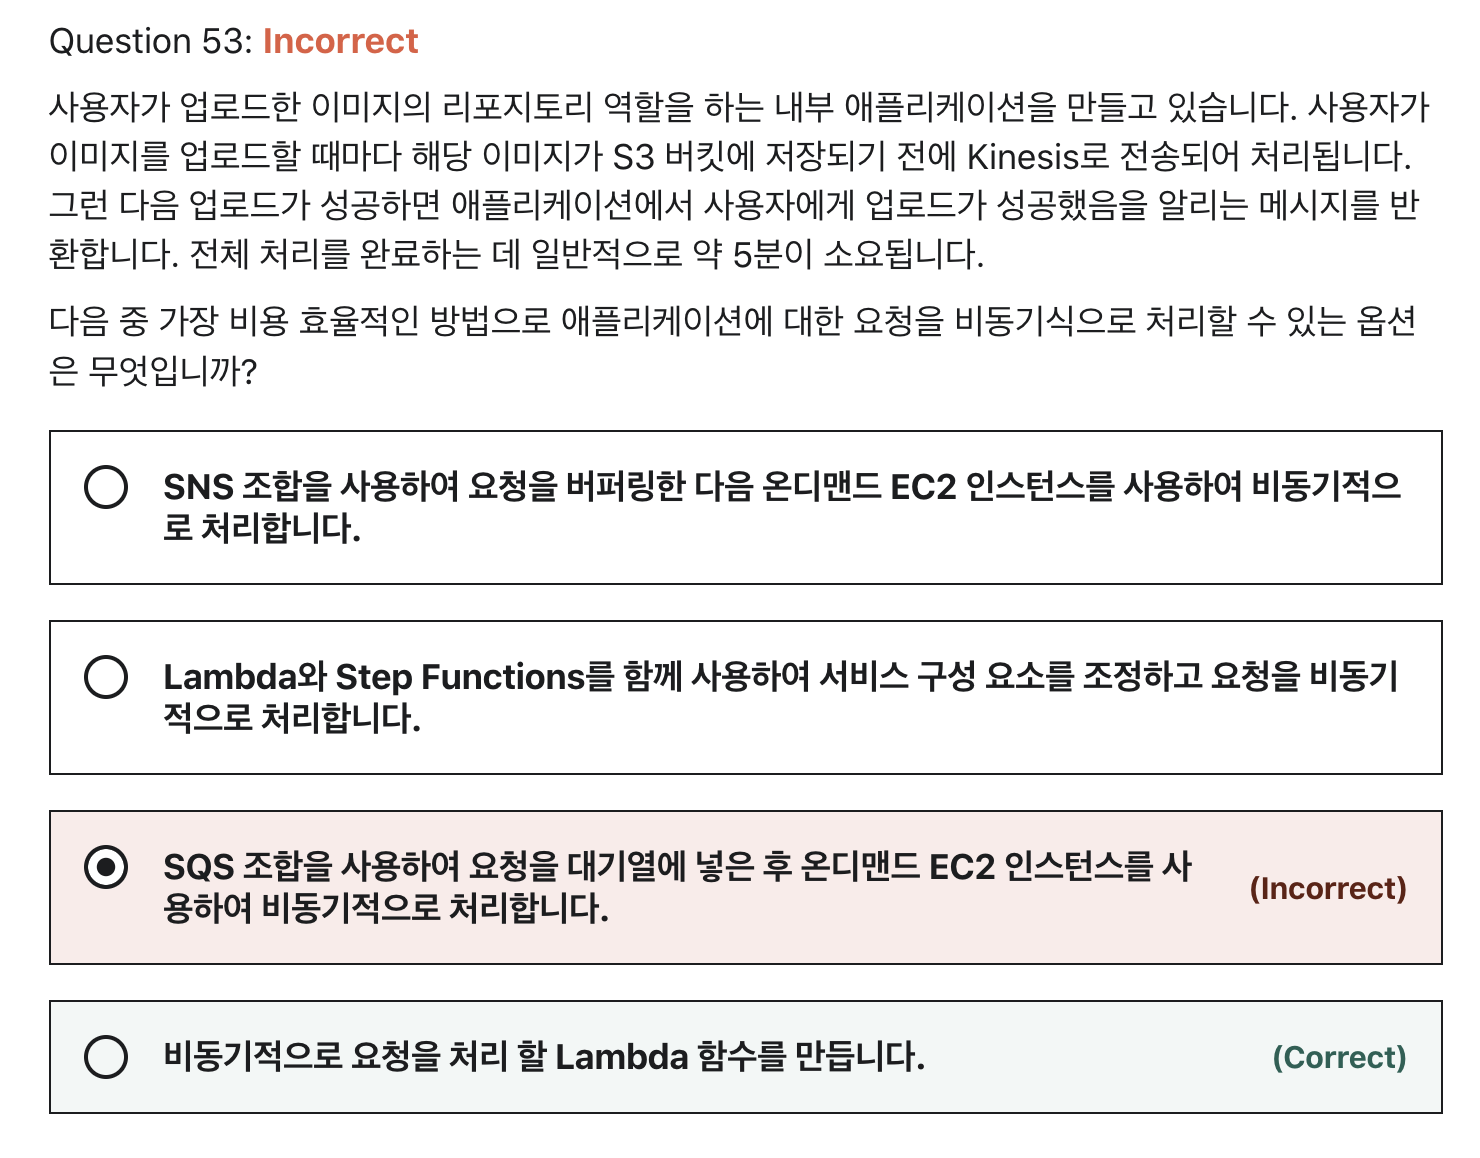 Question 53: Incorrect
사용자가 업로드한 이미지의 리포지토리 역할을 하는 내부 애플리케이션을 만들고 있습니다. 사용자가
이미지를 업로드할 때마다 해당 이미지가 S3 버킷에 저장되기 전에 Kinesis로 전송되어 처리됩니다.
그런 다음 업로드가 성공하면 애플리케이션에서 사용자에게 업로드가 성공했음을 알리는 메시지를 반
환합니다. 전체 처리를 완료하는 데 일반적으로 약 5분이 소요됩니다.
다음 중 가장 비용 효율적인 방법으로 애플리케이션에 대한 요청을 비동기식으로 처리할 수 있는 옵션
은 무엇입니까?
SNS 조합을 사용하여 요청을 버퍼링한 다음 온디맨드 EC2 인스턴스를 사용하여 비동기적으
로 처리합니다.
Lambda와 Step Functions를 함께 사용하여 서비스 구성 요소를 조정하고 요청을 비동기
적으로 처리합니다.
SQS 조합을 사용하여 요청을 대기열에 넣은 후 온디맨드 EC2 인스턴스를 사
용하여 비동기적으로 처리합니다.
(Incorrect)
비동기적으로 요청을 처리 할 Lambda 함수를 만듭니다.
(Correct)